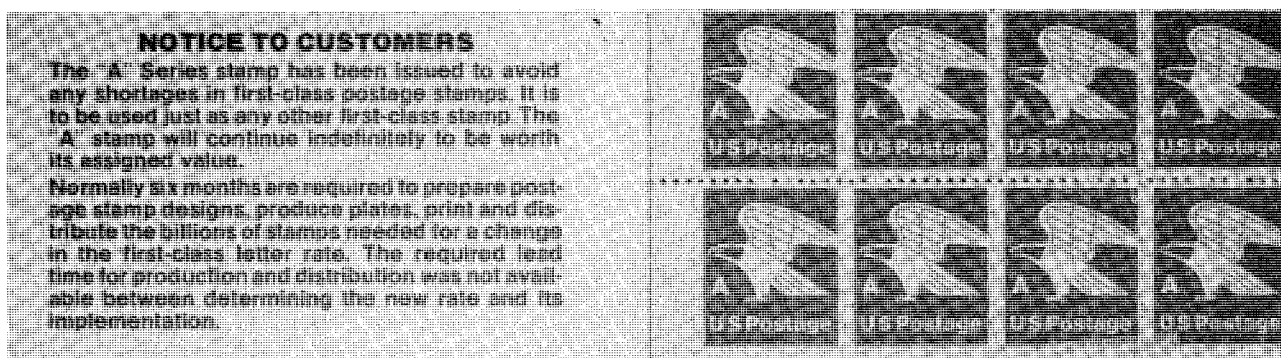 NOTICE TO CUSTOMERS
The "A" Series stamp has been issued to avoid
any shortages in first-class postage stamps. It is
to be used just as any other first-class stamp. The
"A" stamp will continue indefinitely to be worth
its assigned value.
Normally six months are required to prepare post-
age stamp designs, produce plates, print and dis-
tribute the billions of stamps needed for a change
in the first-class letter rate. The required lead
time for production and distribution was not avail-
able between determining the new rate and its
implementation.
A A A A
US Postage US Postage US Postage US Postage
A A A A
US Postage US Postage US Postage US Postage